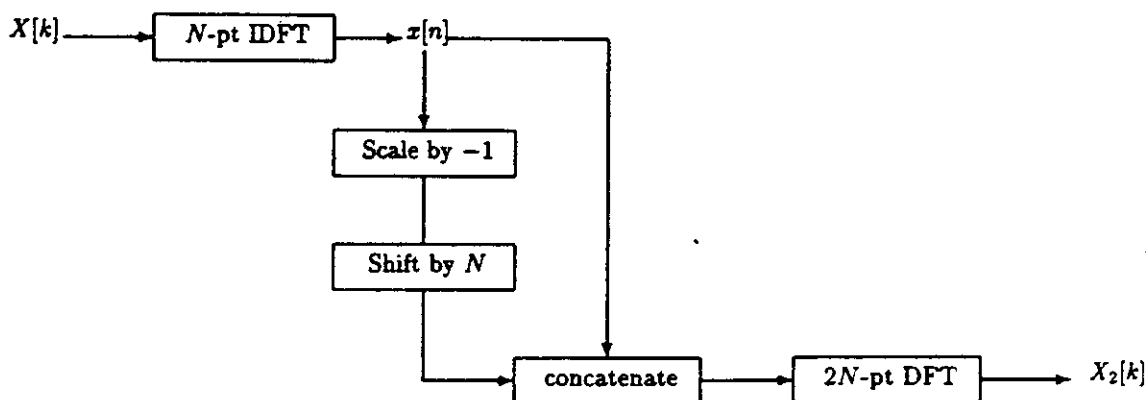 X[k]
N-pt IDFT
x[n]
Scale by −1
Shift by N
concatenate
2N-pt DFT
X₂[k]